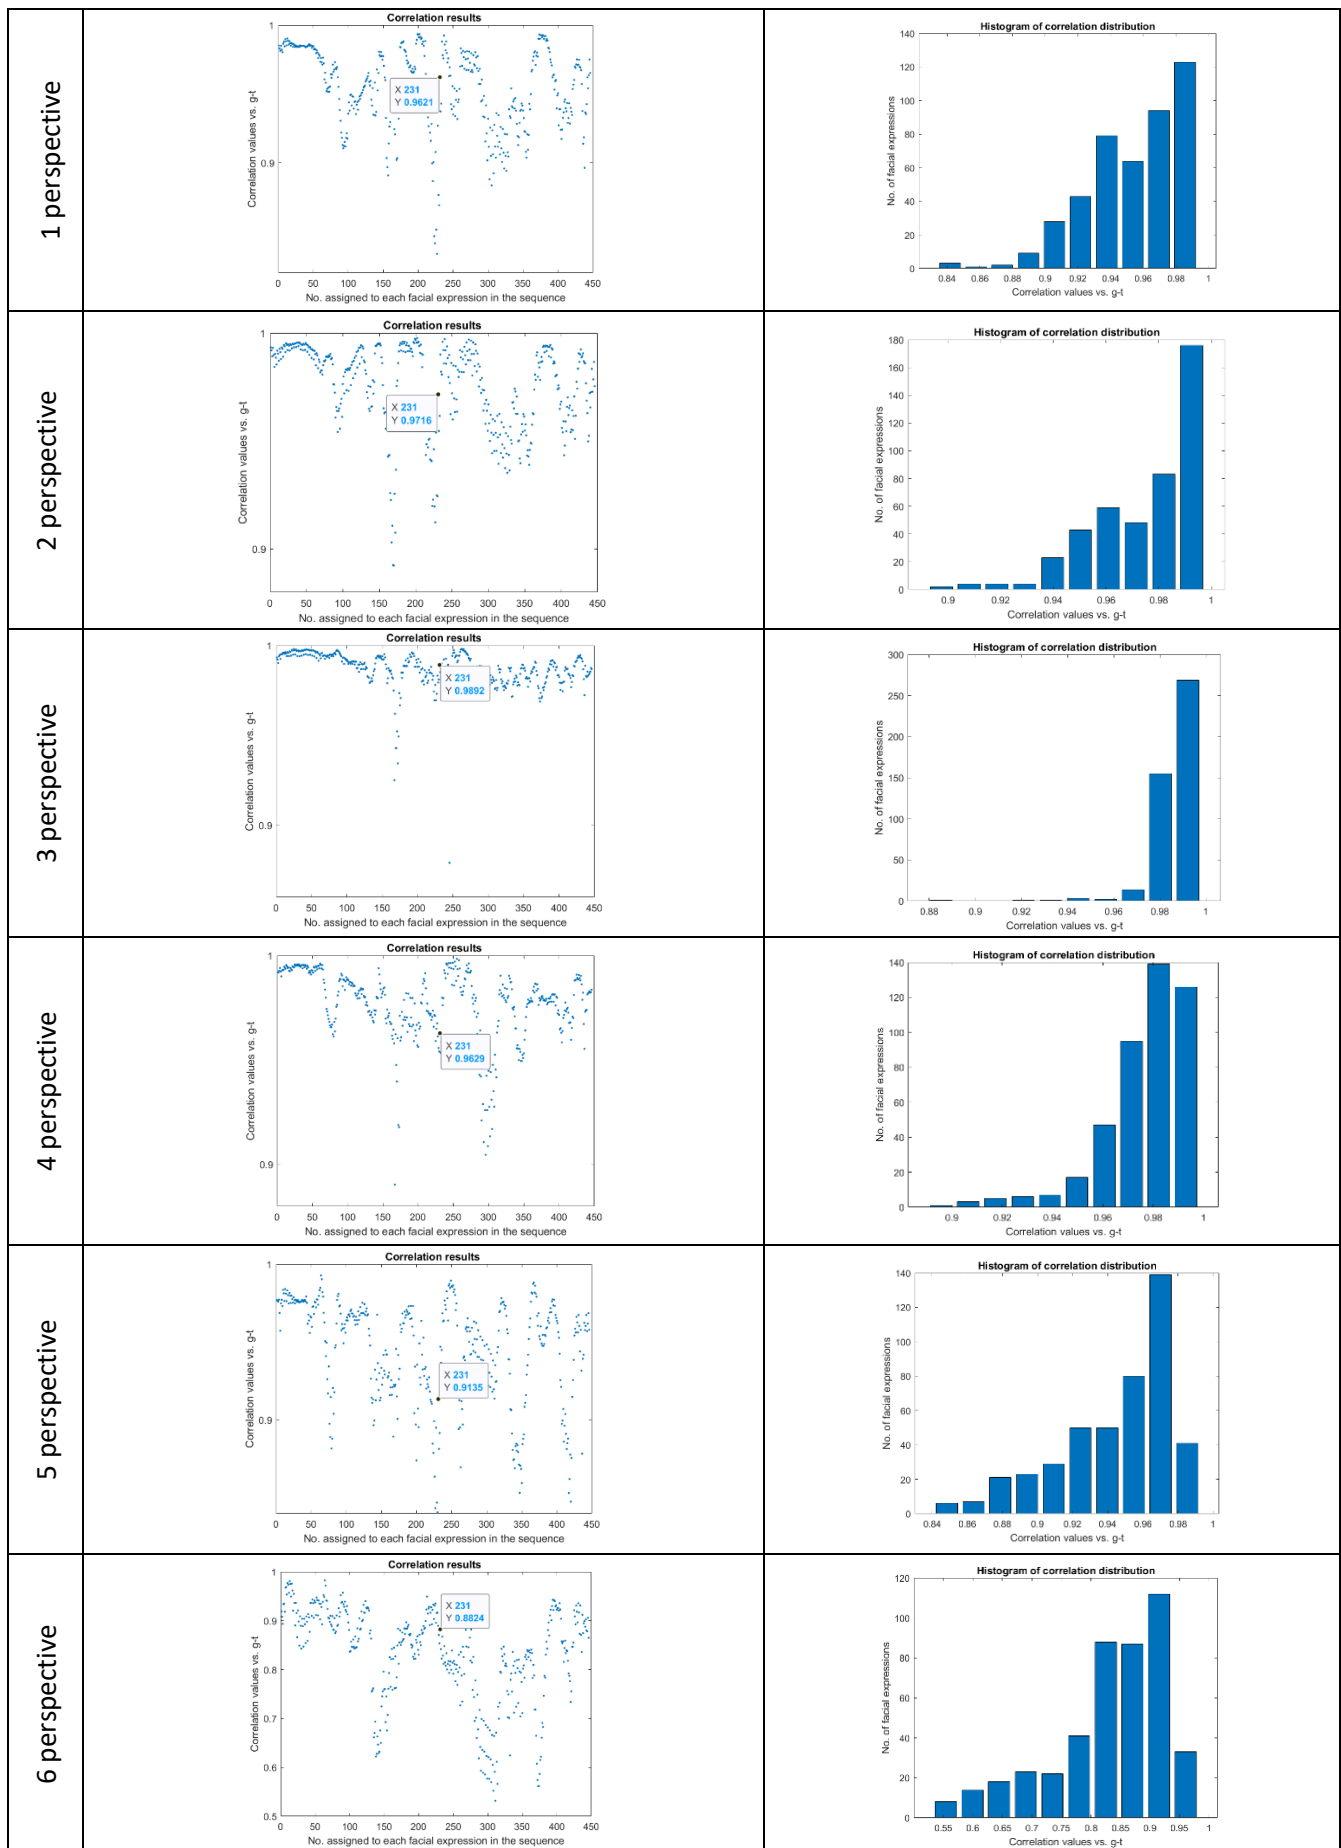 1 perspective
Correlation results
1
0.9
Correlation values vs. g-t
X 231
Y 0.9621
0 50 100 150 200 250 300 350 400 450
No. assigned to each facial expression in the sequence
Histogram of correlation distribution
140
120
100
80
60
40
20
0
No. of facial expressions
0.84 0.86 0.88 0.9 0.92 0.94 0.96 0.98 1
Correlation values vs. g-t
2 perspective
Correlation results
1
0.9
Correlation values vs. g-t
X 231
Y 0.9716
0 50 100 150 200 250 300 350 400 450
No. assigned to each facial expression in the sequence
Histogram of correlation distribution
180
160
140
120
100
80
60
40
20
0
No. of facial expressions
0.9 0.92 0.94 0.96 0.98 1
Correlation values vs. g-t
3 perspective
Correlation results
1
0.9
Correlation values vs. g-t
X 231
Y 0.9892
0 50 100 150 200 250 300 350 400 450
No. assigned to each facial expression in the sequence
Histogram of correlation distribution
300
250
200
150
100
50
0
No. of facial expressions
0.88 0.9 0.92 0.94 0.96 0.98 1
Correlation values vs. g-t
4 perspective
Correlation results
1
0.9
Correlation values vs. g-t
X 231
Y 0.9629
0 50 100 150 200 250 300 350 400 450
No. assigned to each facial expression in the sequence
Histogram of correlation distribution
140
120
100
80
60
40
20
0
No. of facial expressions
0.9 0.92 0.94 0.96 0.98 1
Correlation values vs. g-t
5 perspective
Correlation results
1
0.9
Correlation values vs. g-t
X 231
Y 0.9135
0 50 100 150 200 250 300 350 400 450
No. assigned to each facial expression in the sequence
Histogram of correlation distribution
140
120
100
80
60
40
20
0
No. of facial expressions
0.84 0.86 0.88 0.9 0.92 0.94 0.96 0.98 1
Correlation values vs. g-t
6 perspective
Correlation results
1
0.9
0.8
0.7
0.6
0.5
Correlation values vs. g-t
X 231
Y 0.8824
0 50 100 150 200 250 300 350 400 450
No. assigned to each facial expression in the sequence
Histogram of correlation distribution
120
100
80
60
40
20
0
No. of facial expressions
0.55 0.6 0.65 0.7 0.75 0.8 0.85 0.9 0.95 1
Correlation values vs. g-t